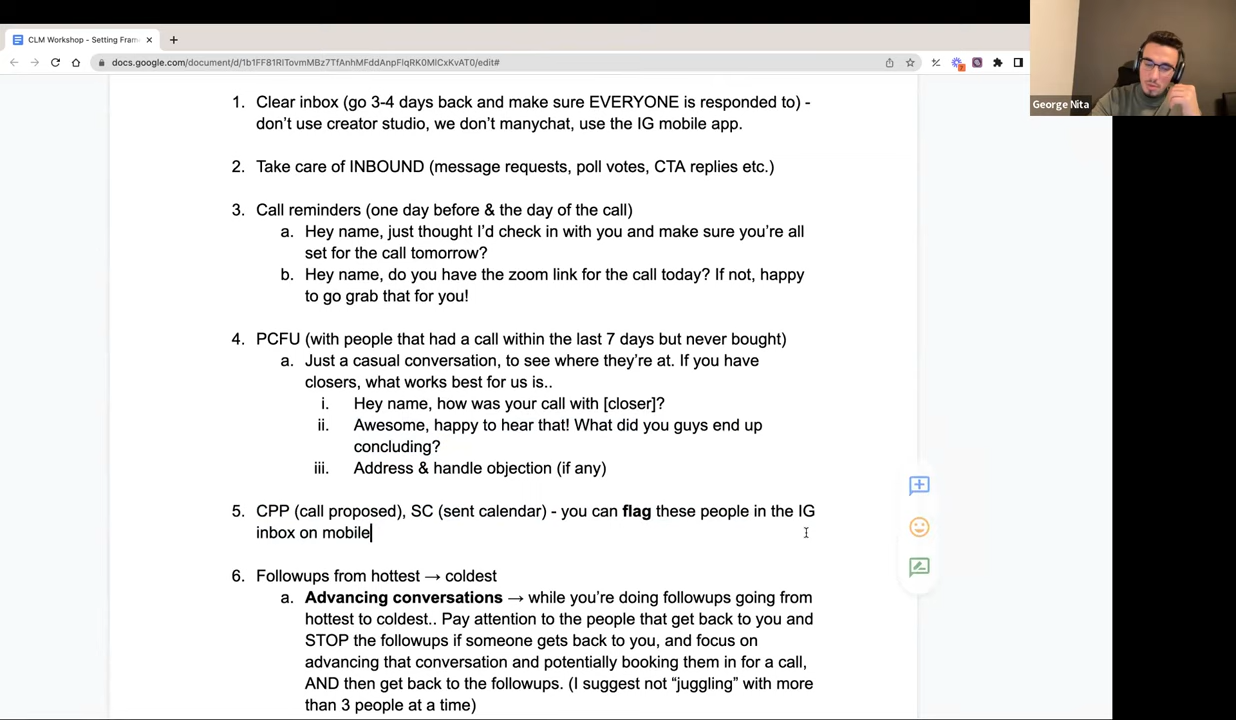 CLM Workshop - Setting Fram
docs.google.com/document/d/1b1FF81RlTovmMBz7TfAnhMFddAnpFlqRK0MlCxKvAT0/edit#
George Nita
1. Clear inbox (go 3-4 days back and make sure EVERYONE is responded to) -
don’t use creator studio, we don’t manychat, use the IG mobile app.
2. Take care of INBOUND (message requests, poll votes, CTA replies etc.)
3. Call reminders (one day before & the day of the call)
a. Hey name, just thought I’d check in with you and make sure you’re all
set for the call tomorrow?
b. Hey name, do you have the zoom link for the call today? If not, happy
to go grab that for you!
4. PCFU (with people that had a call within the last 7 days but never bought)
a. Just a casual conversation, to see where they’re at. If you have
closers, what works best for us is..
i. Hey name, how was your call with [closer]?
ii. Awesome, happy to hear that! What did you guys end up
concluding?
iii. Address & handle objection (if any)
5. CPP (call proposed), SC (sent calendar) - you can flag these people in the IG
inbox on mobile
6. Followups from hottest → coldest
a. Advancing conversations → while you’re doing followups going from
hottest to coldest.. Pay attention to the people that get back to you and
STOP the followups if someone gets back to you, and focus on
advancing that conversation and potentially booking them in for a call,
AND then get back to the followups. (I suggest not “juggling” with more
than 3 people at a time)